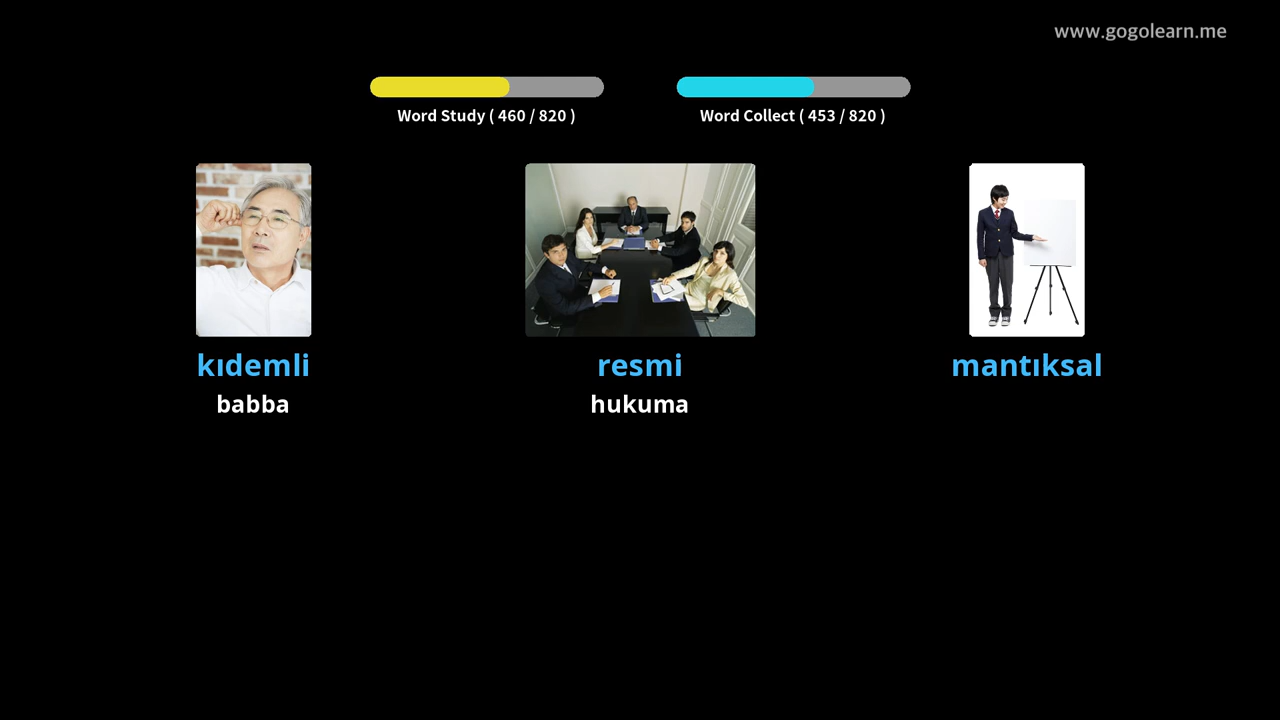 www.gogolearn.me
Word Study ( 460 / 820 )
Word Collect ( 453 / 820 )
kıdemli
babba
resmi
hukuma
mantıksal